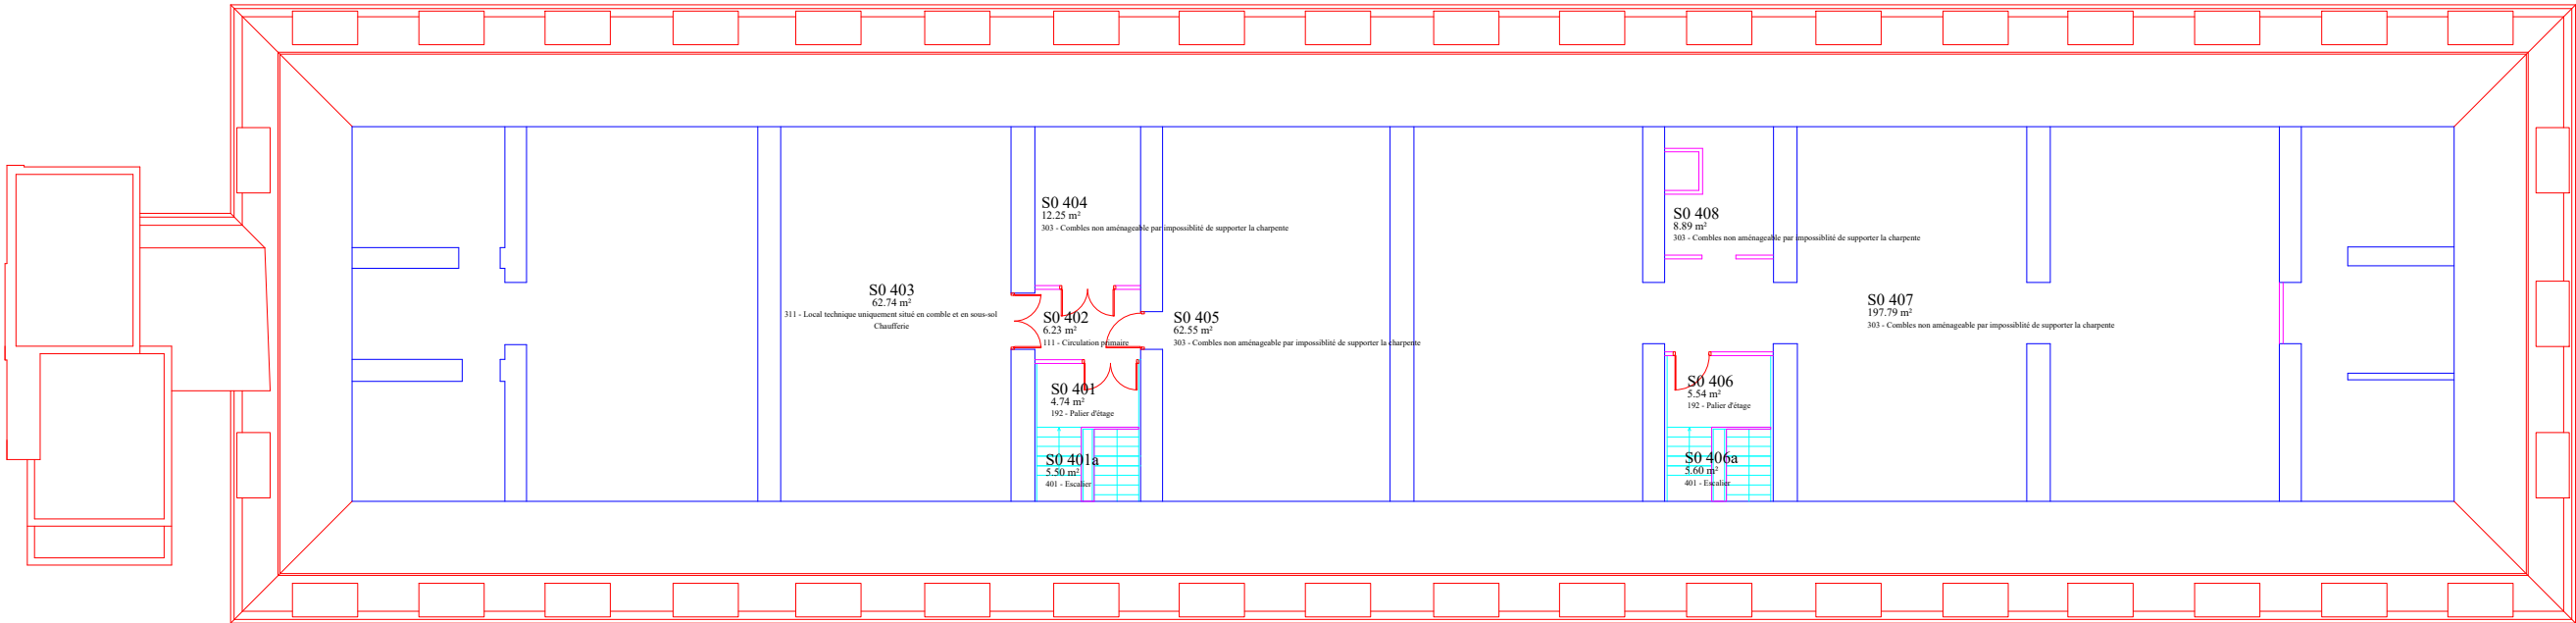 S0 404
12.25 m²
303 - Combles non aménageable par impossiblité de supporter la charpente
S0 408
8.89 m²
303 - Combles non aménageable par impossiblité de supporter la charpente
S0 403
62.74 m²
311 - Local technique uniquement situé en comble et en sous-sol
Chaufferie
S0 402
6.23 m²
111 - Circulation primaire
S0 405
62.55 m²
303 - Combles non aménageable par impossiblité de supporter la charpente
S0 407
197.79 m²
303 - Combles non aménageable par impossiblité de supporter la charpente
S0 401
4.74 m²
192 - Palier d'étage
S0 406
5.54 m²
192 - Palier d'étage
S0 401a
5.50 m²
401 - Escalier
S0 406a
5.60 m²
401 - Escalier